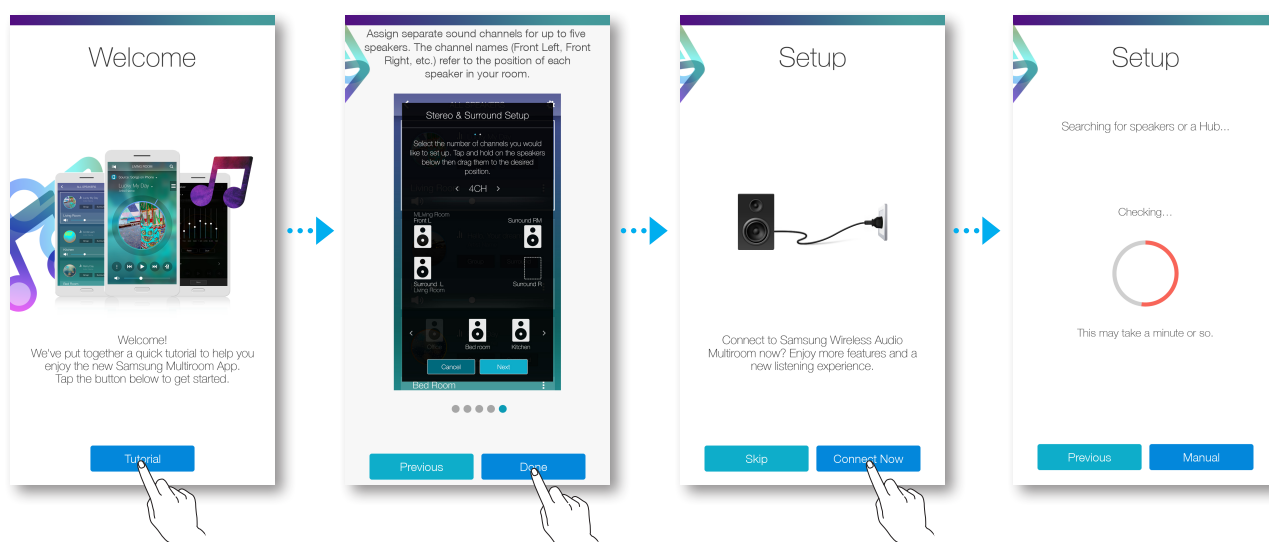 Welcome
Welcome!
We've put together a quick tutorial to help you
enjoy the new Samsung Multiroom App.
Tap the button below to get started.
Tutorial
Assign separate sound channels for up to five
speakers. The channel names (Front Left, Front
Right, etc.) refer to the position of each
speaker in your room.
Stereo & Surround Setup
Select the number of channels you would
like to set up. Tap and hold on the speakers
below then drag them to the desired
position.
4CH
MLiving Room
Front L
Surround RM
Surround L
Living Room
Surround R
Office
Bed room
Kitchen
Cancel
Next
Bed Room
Previous
Done
Setup
Connect to Samsung Wireless Audio
Multiroom now? Enjoy more features and a
new listening experience.
Skip
Connect Now
Setup
Searching for speakers or a Hub...
Checking...
This may take a minute or so.
Previous
Manual